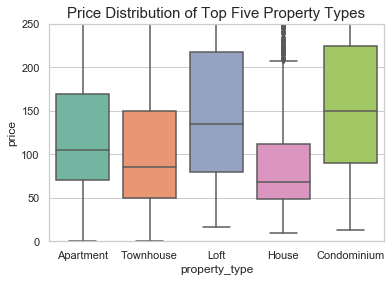 Price Distribution of Top Five Property Types
250
200
150
100
50
0
price
Apartment Townhouse Loft House Condominium
property_type